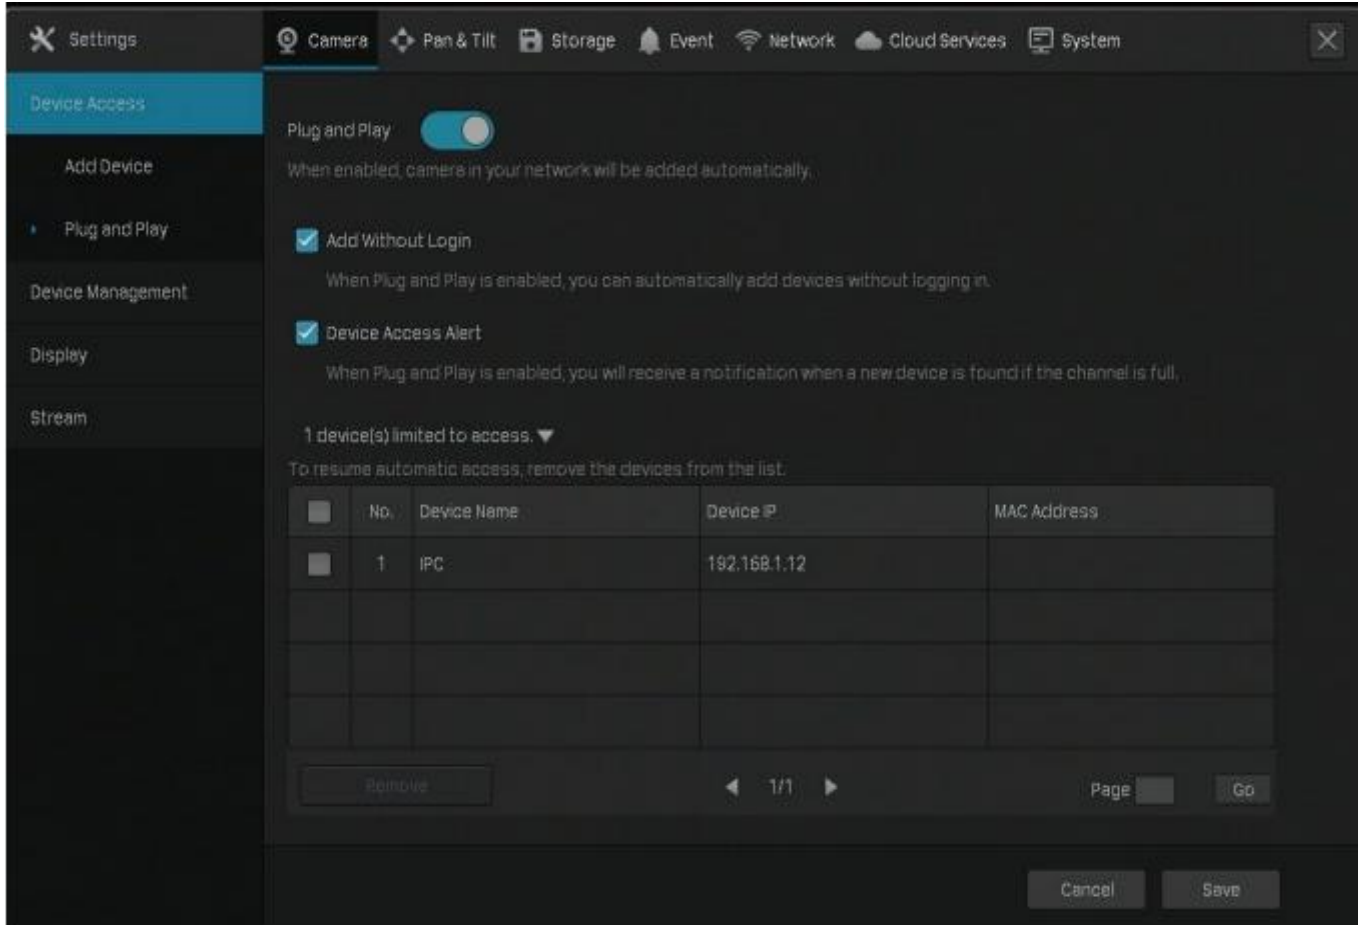 Settings
Camera Pan & Tilt Storage Event Network Cloud Services System
Device Access
Add Device
Plug and Play
Device Management
Display
Stream
Plug and Play
When enabled, camera in your network will be added automatically.
Add Without Login
When Plug and Play is enabled, you can automatically add devices without logging in.
Device Access Alert
When Plug and Play is enabled, you will receive a notification when a new device is found if the channel is full.
1 device(s) limited to access.
To resume automatic access, remove the devices from the list.
No. Device Name Device IP MAC Address
1 IPC 192.168.1.12
Remove 1/1 Page Go
Cancel Save